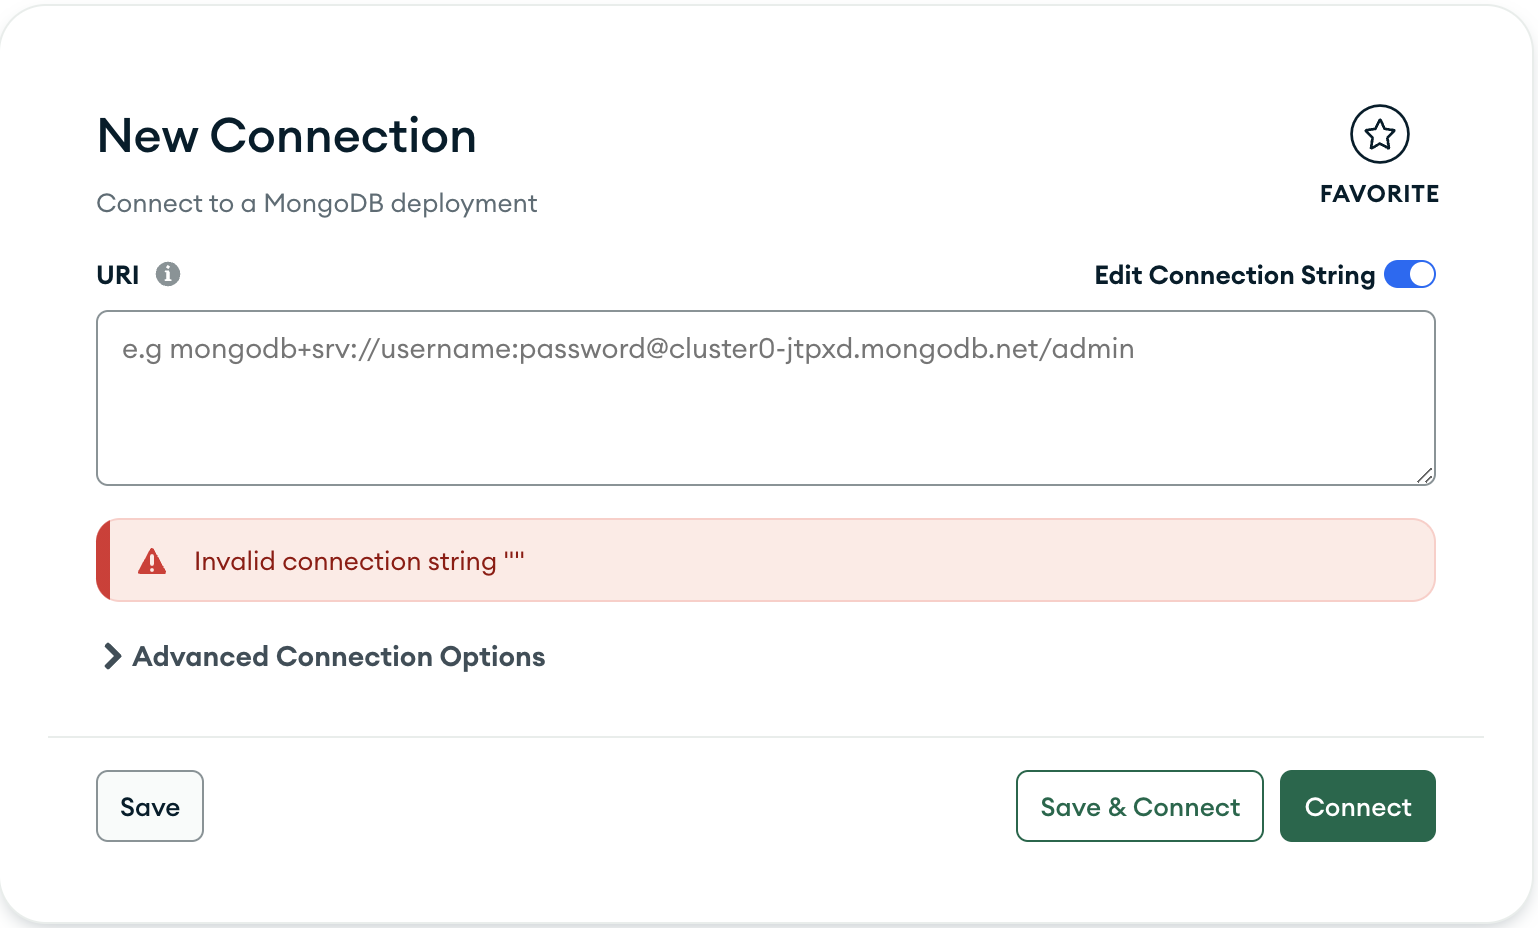 New Connection
FAVORITE
Connect to a MongoDB deployment
URI
Edit Connection String
e.g mongodb+srv://username:password@cluster0-jtpxd.mongodb.net/admin
Invalid connection string ""
Advanced Connection Options
Save
Save & Connect
Connect